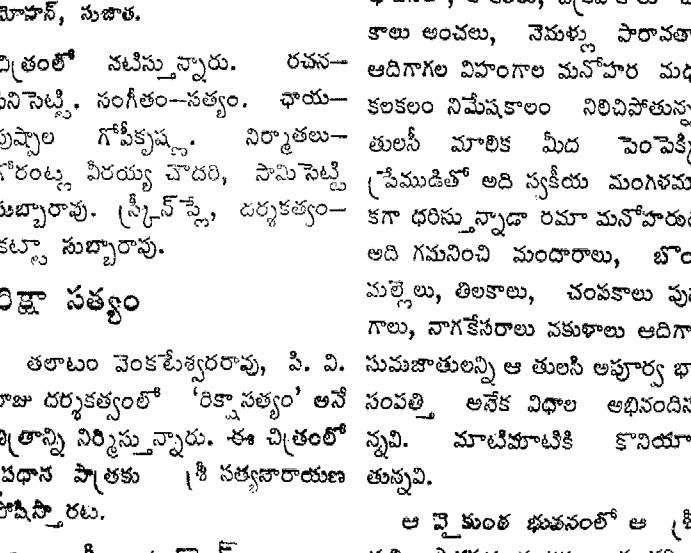 మోహన్, సుజాత.
చిత్రంలో నటిస్తున్నారు. రచన—
పినిసెట్టి. సంగీతం—సత్యం. ఛాయ—
పుష్పాల గోపీకృష్ణ. నిర్మాతలు—
గోరంట్ల వీరయ్య చౌదరి, సామిసెట్టి
సుబ్బారావు. స్క్రీన్ ప్లే, దర్శకత్వం—
కట్టా సుబ్బారావు.
రిక్షా సత్యం
తలాటం వెంకటేశ్వరరావు, పి. వి.
రాజు దర్శకత్వంలో 'రిక్షాసత్యం' అనే
చిత్రాన్ని నిర్మిస్తున్నారు. ఈ చిత్రంలో
ప్రధాన పాత్రకు శ్రీ సత్యనారాయణ
పోషిస్తారట.
కాలు అంచలు, నెమళ్లు పారావతా
ఆదిగాగల విహంగాల మనోహర మధు
కలకలం నిమేషకాలం నిలిచిపోతున్న
తులసీ మాలిక మీద పెంపెక్కి
ప్రేముడితో అది స్వకీయ మంగళమా
కగా ధరిస్తున్నాడా రమా మనోహరుడ
అది గమనించి మందారాలు, బొం
మల్లెలు, తిలకాలు, చంపకాలు పున
గాలు, నాగకేసరాలు వకుళాలు ఆదిగా
సుమజాతులన్ని ఆ తులసి అపూర్వ భా
సంపత్తి అనేక విధాల అభినందిస
న్నవి. మాటిమాటికి కొనియా
తున్నవి.
ఆ వైకుంఠ భువనంలో ఆ శ్రీ